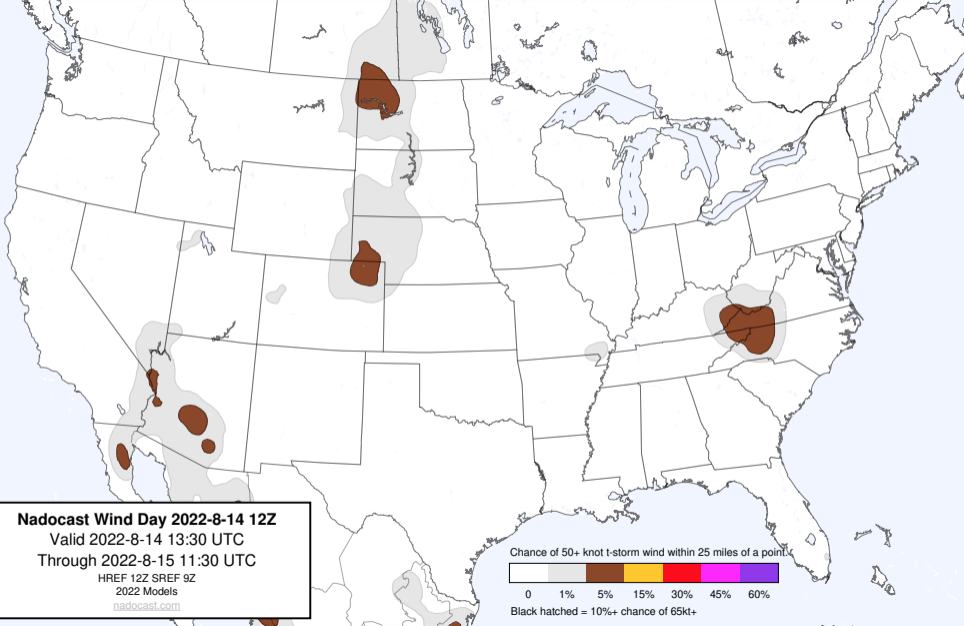 Nadocast Wind Day 2022-8-14 12Z
Valid 2022-8-14 13:30 UTC
Through 2022-8-15 11:30 UTC
HREF 12Z SREF 9Z
2022 Models
nadocast.com
Chance of 50+ knot t-storm wind within 25 miles of a point.
0 1% 5% 15% 30% 45% 60%
Black hatched = 10%+ chance of 65kt+